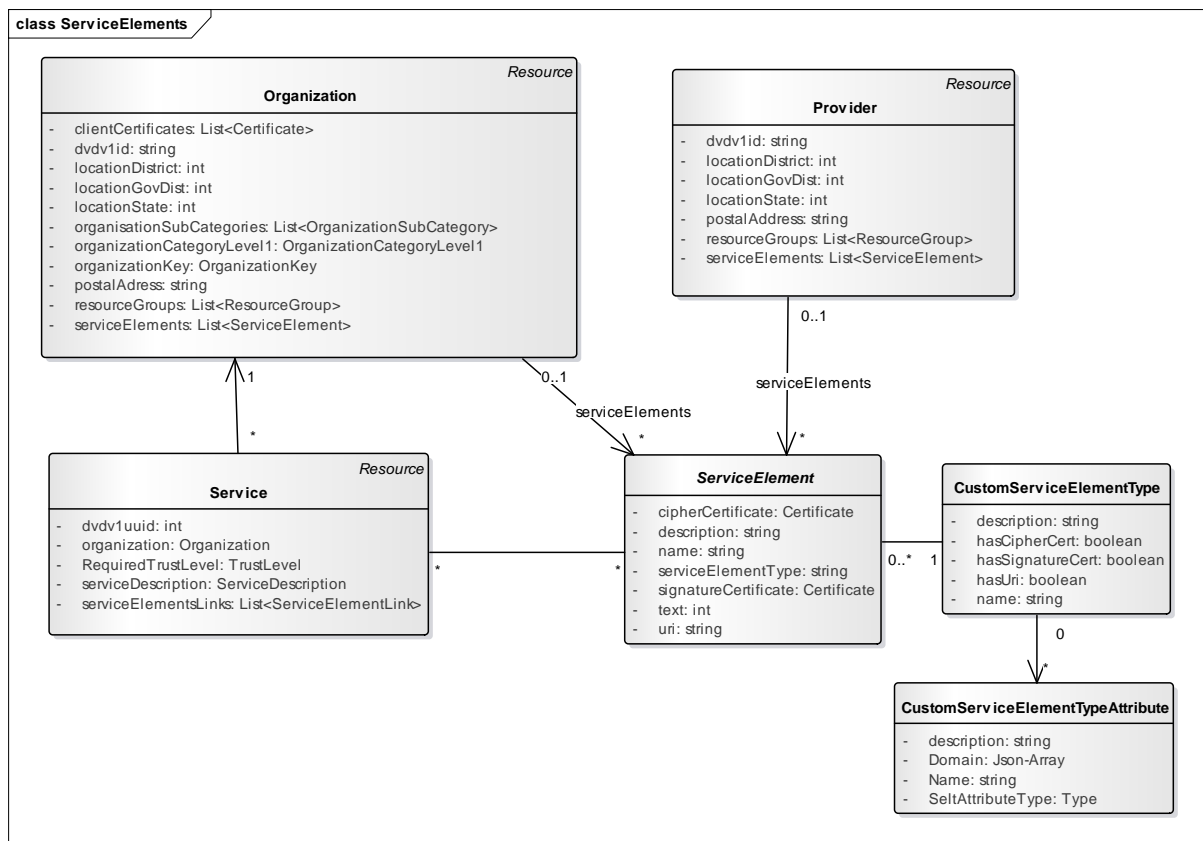 class ServiceElements
Resource
Organization
- clientCertificates: List<Certificate>
- dvdv1id: string
- locationDistrict: int
- locationGovDist: int
- locationState: int
- organisationSubCategories: List<OrganizationSubCategory>
- organizationCategoryLevel1: OrganizationCategoryLevel1
- organizationKey: OrganizationKey
- postalAdress: string
- resourceGroups: List<ResourceGroup>
- serviceElements: List<ServiceElement>
Resource
Provider
- dvdv1id: string
- locationDistrict: int
- locationGovDist: int
- locationState: int
- postalAddress: string
- resourceGroups: List<ResourceGroup>
- serviceElements: List<ServiceElement>
0..1
serviceElements
*
1
*
0..1
serviceElements
*
Resource
Service
- dvdv1uuid: int
- organization: Organization
- RequiredTrustLevel: TrustLevel
- serviceDescription: ServiceDescription
- serviceElementsLinks: List<ServiceElementLink>
*
*
ServiceElement
- cipherCertificate: Certificate
- description: string
- name: string
- serviceElementType: string
- signatureCertificate: Certificate
- text: int
- uri: string
0..*
1
CustomServiceElementType
- description: string
- hasCipherCert: boolean
- hasSignatureCert: boolean
- hasUri: boolean
- name: string
0
*
CustomServiceElementTypeAttribute
- description: string
- Domain: Json-Array
- Name: string
- SeltAttributeType: Type